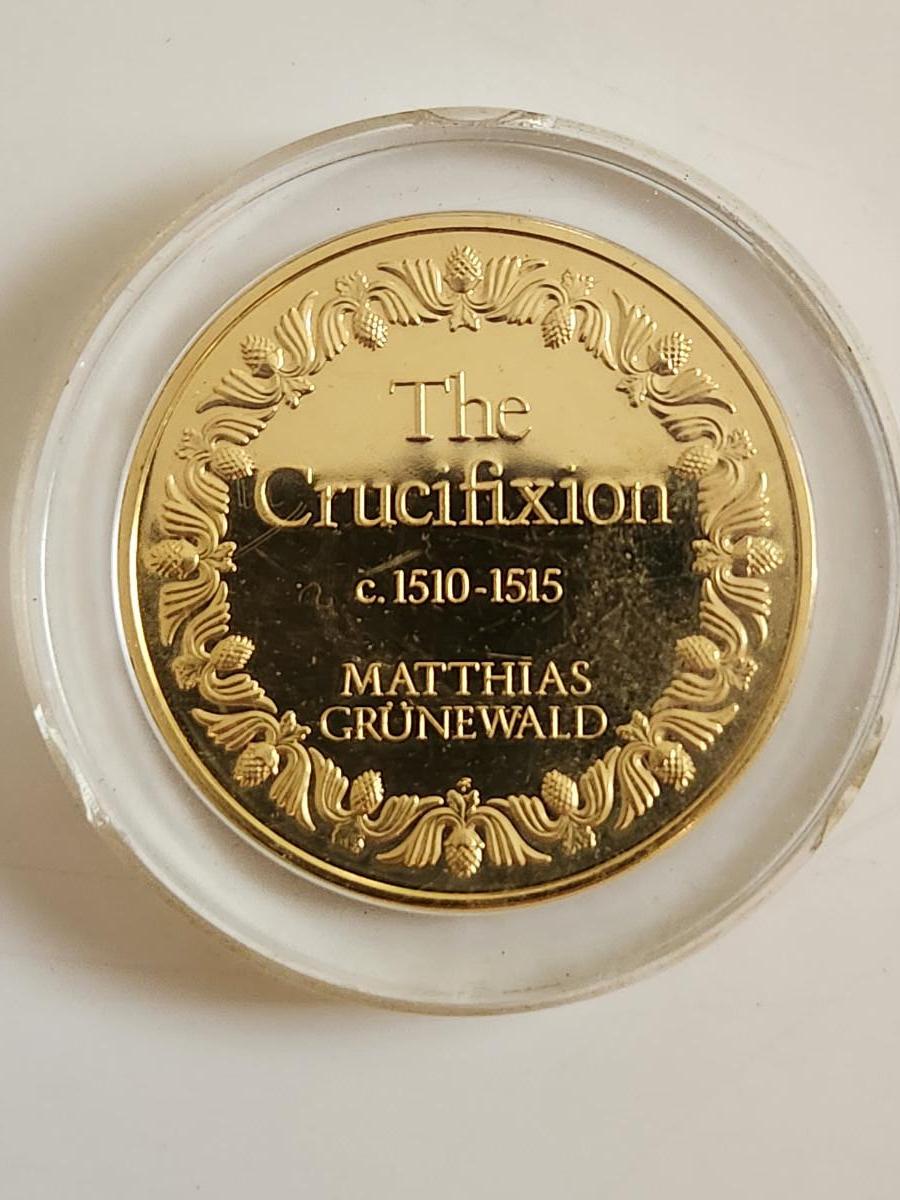 The
Crucifixion
c. 1510-1515
MATTHIAS
GRÜNEWALD